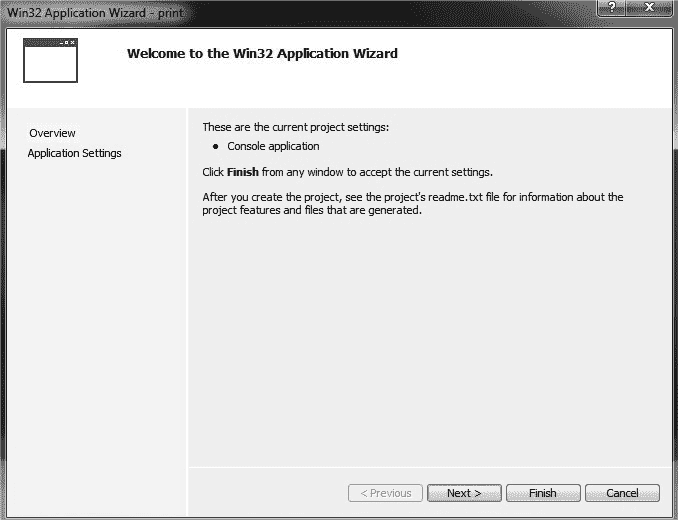 Win32 Application Wizard - print
?
X
Welcome to the Win32 Application Wizard
Overview
Application Settings
These are the current project settings:
• Console application
Click Finish from any window to accept the current settings.
After you create the project, see the project's readme.txt file for information about the
project features and files that are generated.
< Previous
Next >
Finish
Cancel